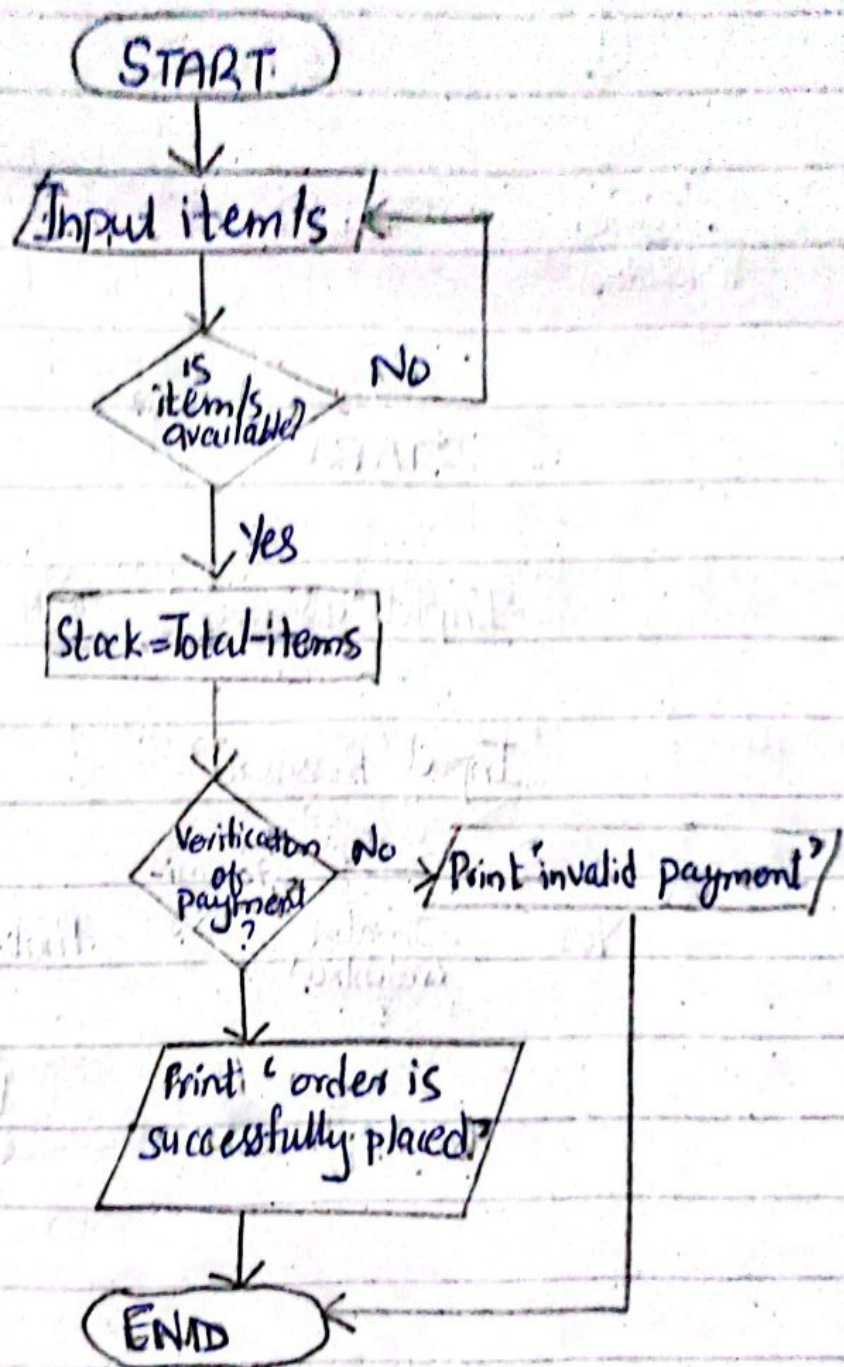 START
Input item/s
is
item/s
available?
No
Yes
Stock=Total-items
Verification
of
payment
?
No
Print 'invalid payment'
Print: ' order is
successfully placed.'
END